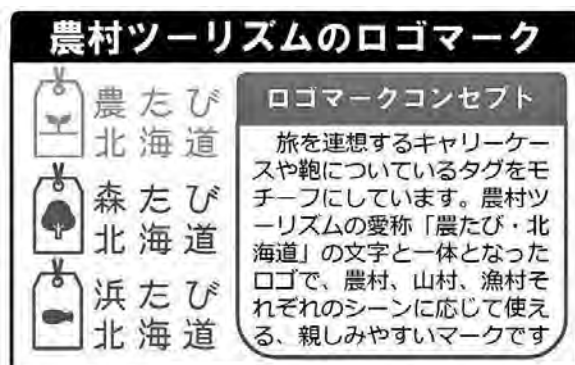 農村ツーリズムのロゴマーク
農たび
北海道
森たび
北海道
浜たび
北海道
ロゴマークコンセプト
旅を連想するキャリーケー
スや鞄についているタグをモ
チーフにしています。農村ツ
ーリズムの愛称「農たび・北
海道」の文字と一体となった
ロゴで、農村、山村、漁村そ
れぞれのシーンに応じて使え
る、親しみやすいマークです